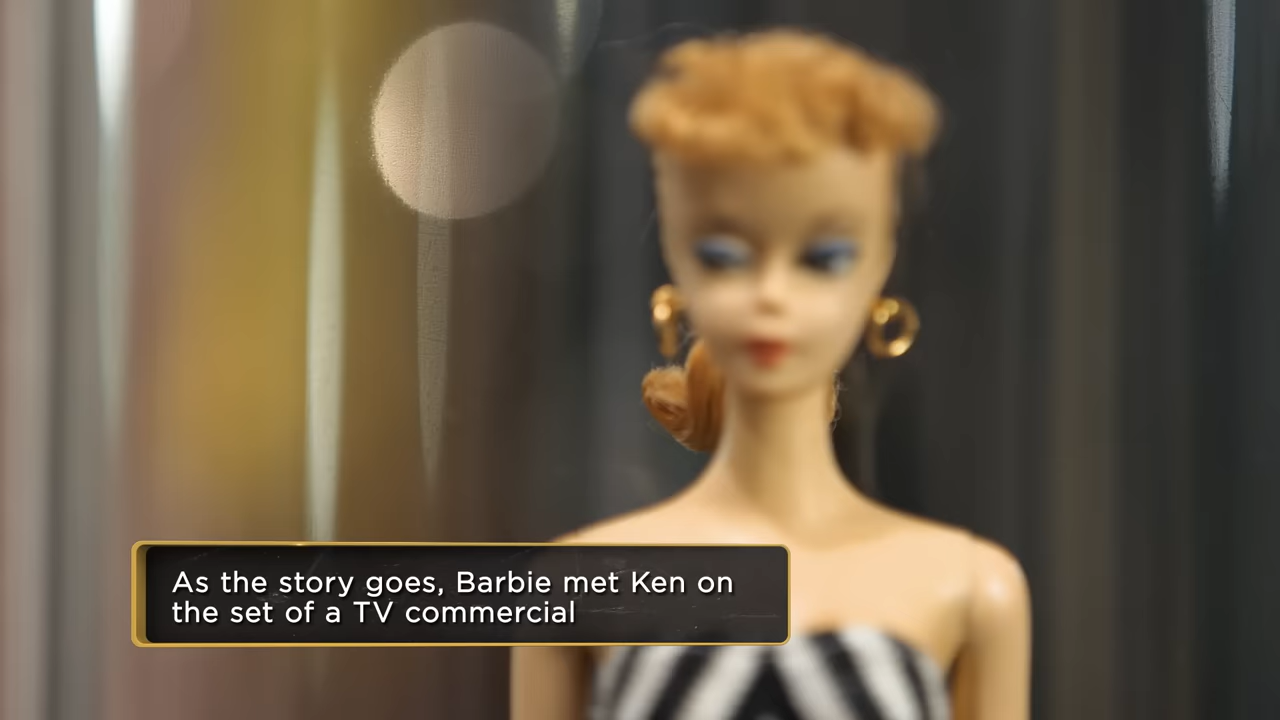 As the story goes, Barbie met Ken on
the set of a TV commercial